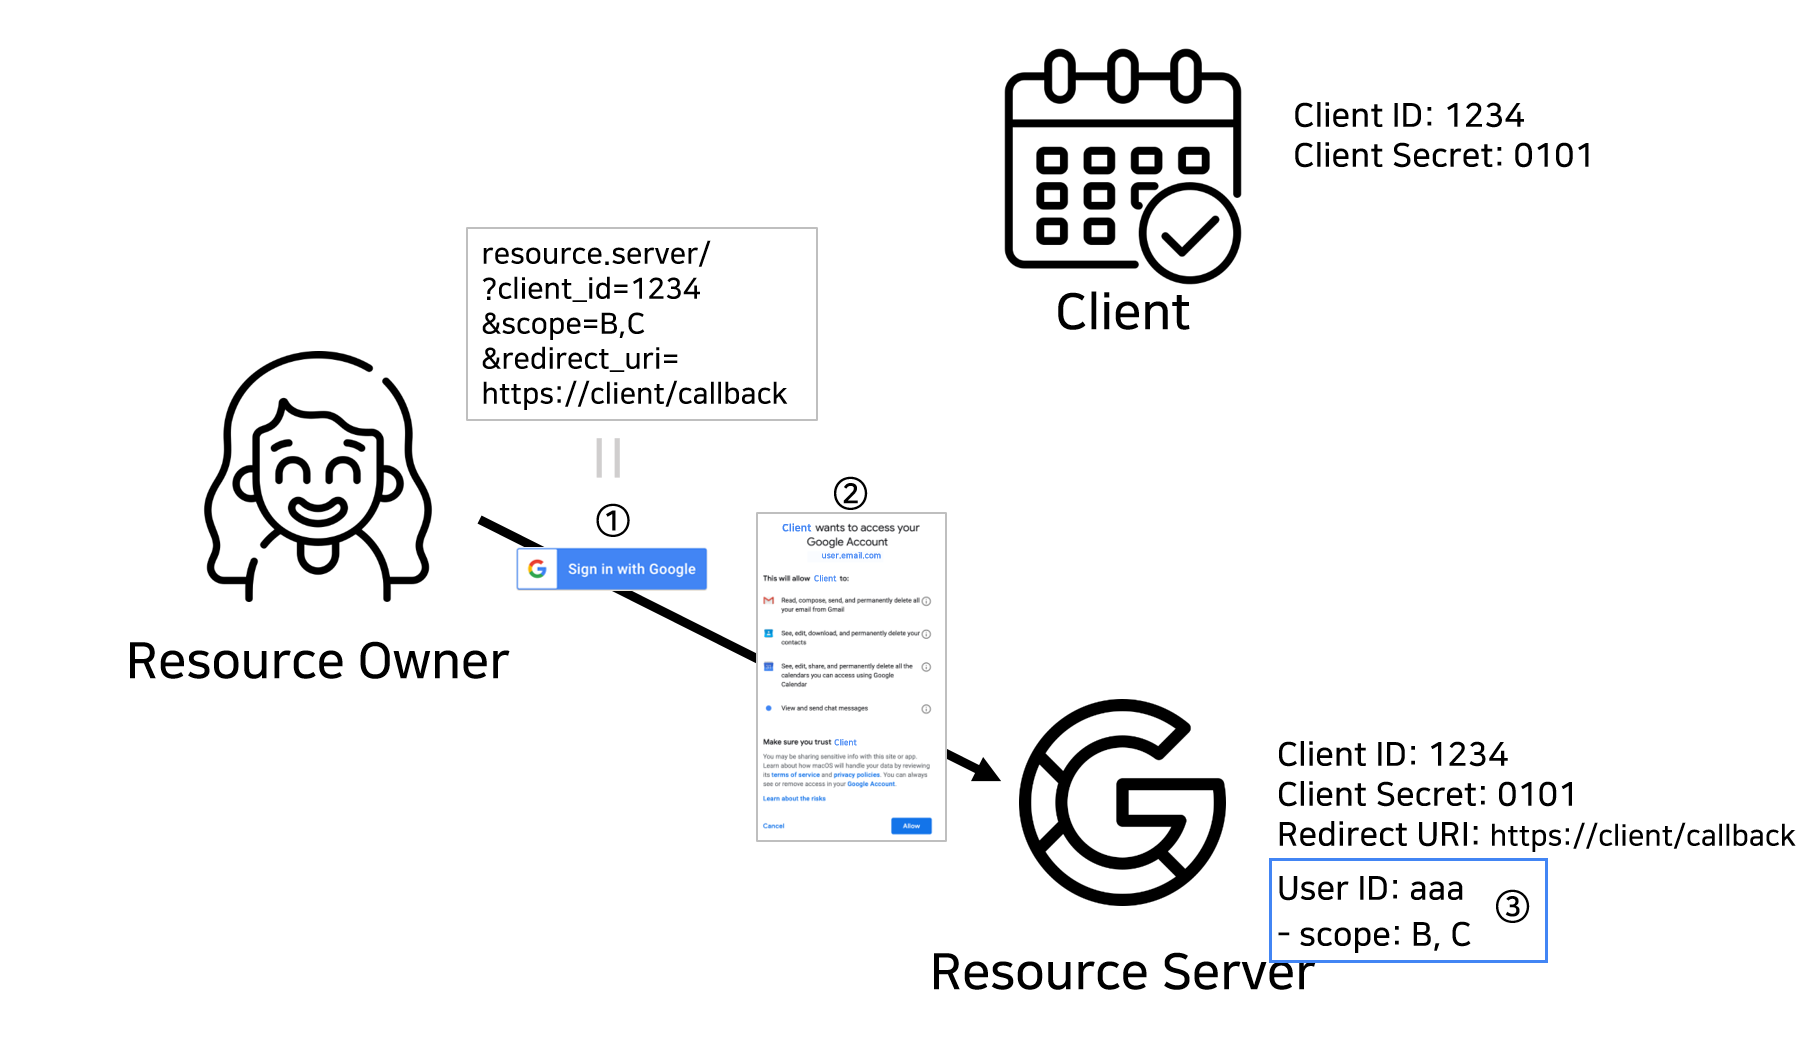 Client ID: 1234
Client Secret: 0101
Client
resource.server/
?client_id=1234
&scope=B,C
&redirect_uri=
https://client/callback
①
Sign in with Google
Resource Owner
②
Client wants to access your
Google Account
user.email.com
This will allow Client to:
Read, compose, send, and permanently delete all
your email from Gmail
See, edit, download, and permanently delete your
contacts
See, edit, share, and permanently delete all the
calendars you can access using Google
Calendar
View and send chat messages
Make sure you trust Client
You may be sharing sensitive info with this site or app.
Learn about how macOS will handle your data by reviewing
its terms of service and privacy policies. You can always
see or remove access in your Google Account.
Learn about the risks
Cancel
Allow
Client ID: 1234
Client Secret: 0101
Redirect URI: https://client/callback
User ID: aaa
③
- scope: B, C
Resource Server